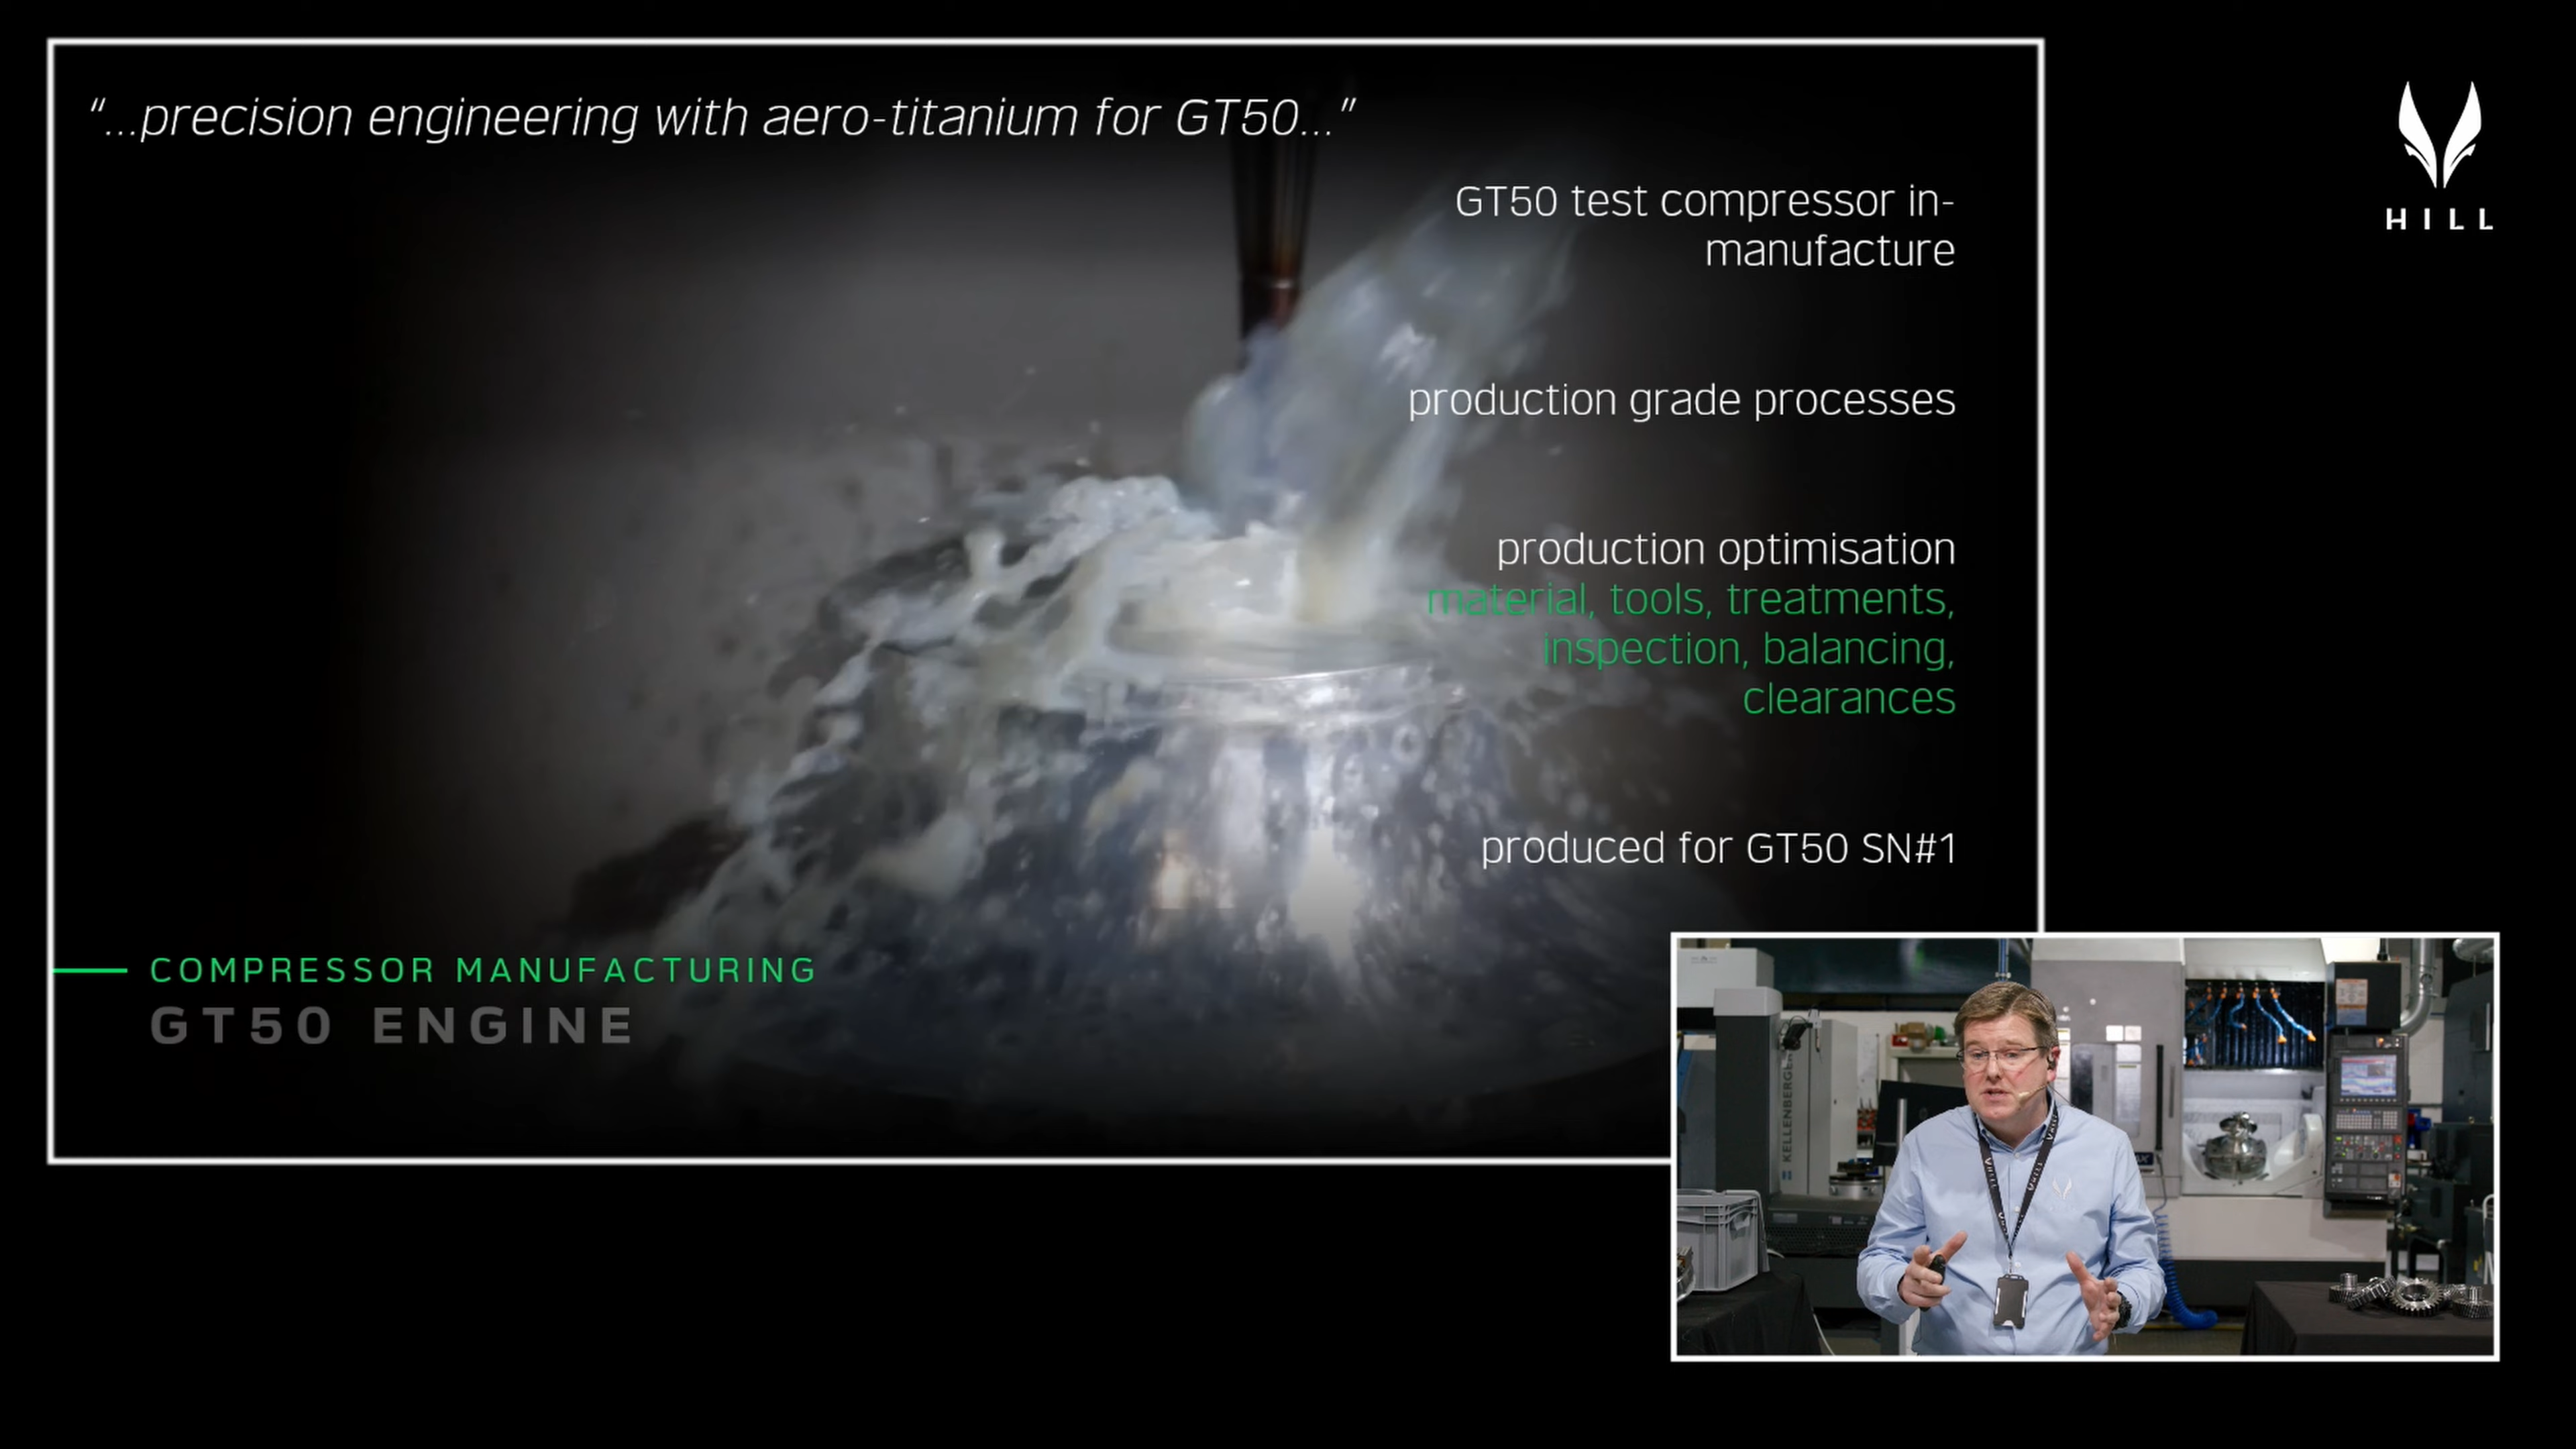 “...precision engineering with aero-titanium for GT50...”
HILL
GT50 test compressor in-
manufacture
production grade processes
production optimisation
material, tools, treatments,
inspection, balancing,
clearances
produced for GT50 SN#1
COMPRESSOR MANUFACTURING
GT50 ENGINE
KELLENBERGER